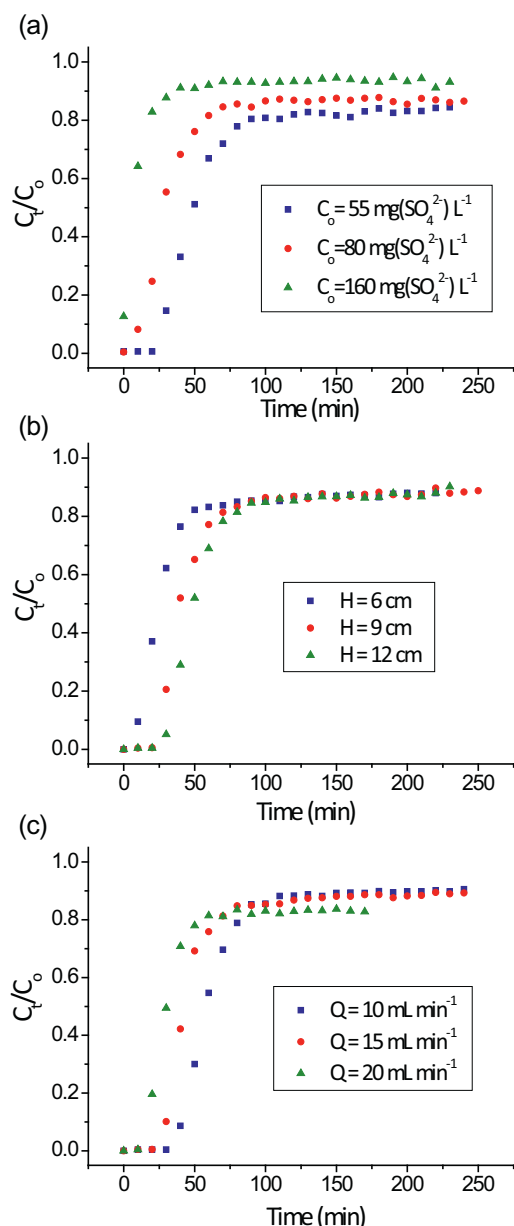 (a)
1.0
0.8
0.6
0.4
0.2
0.0
Cₜ/Cₒ
Cₒ= 55 mg(SO₄²⁻) L⁻¹
Cₒ=80 mg(SO₄²⁻) L⁻¹
Cₒ=160 mg(SO₄²⁻) L⁻¹
0 50 100 150 200 250
Time (min)
(b)
1.0
0.8
0.6
0.4
0.2
0.0
Cₜ/Cₒ
H = 6 cm
H = 9 cm
H = 12 cm
0 50 100 150 200 250
Time (min)
(c)
1.0
0.8
0.6
0.4
0.2
0.0
Cₜ/Cₒ
Q = 10 mL min⁻¹
Q = 15 mL min⁻¹
Q = 20 mL min⁻¹
0 50 100 150 200 250
Time (min)